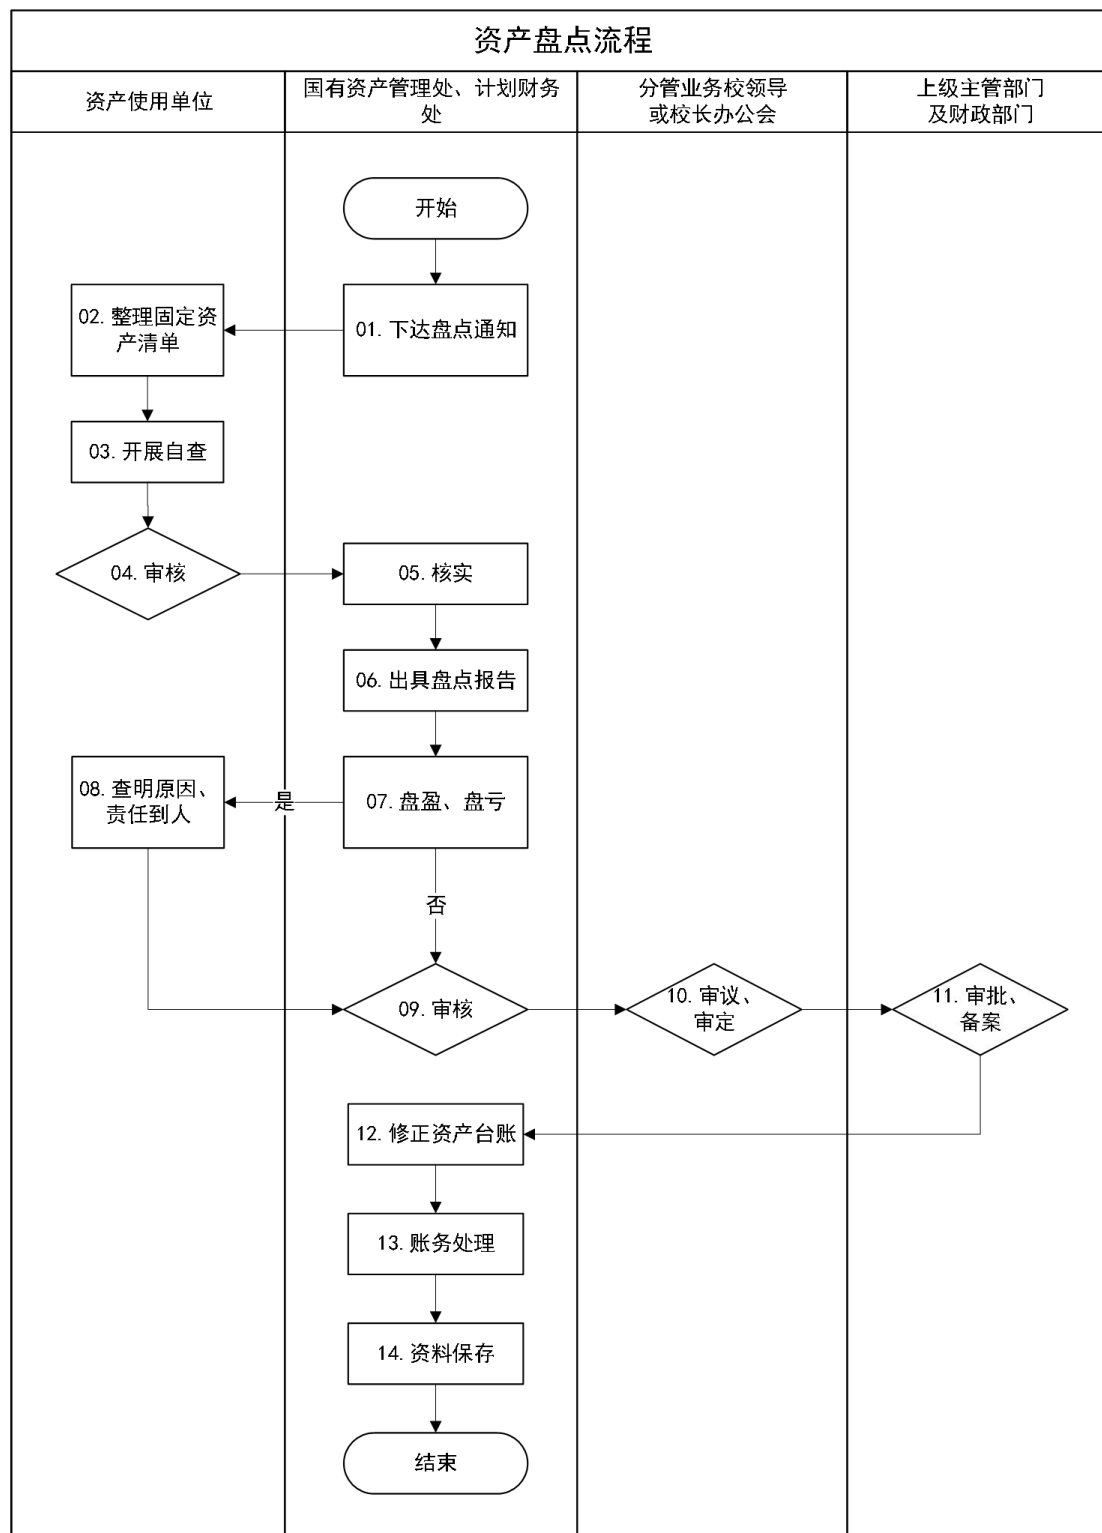 资产盘点流程
资产使用单位
国有资产管理处、计划财务
处
分管业务校领导
或校长办公会
上级主管部门
及财政部门
开始
02. 整理固定资
产清单
01. 下达盘点通知
03. 开展自查
04. 审核
05. 核实
06. 出具盘点报告
08. 查明原因、
责任到人
是
07. 盘盈、盘亏
否
09. 审核
10. 审议、
审定
11. 审批、
备案
12. 修正资产台账
13. 账务处理
14. 资料保存
结束